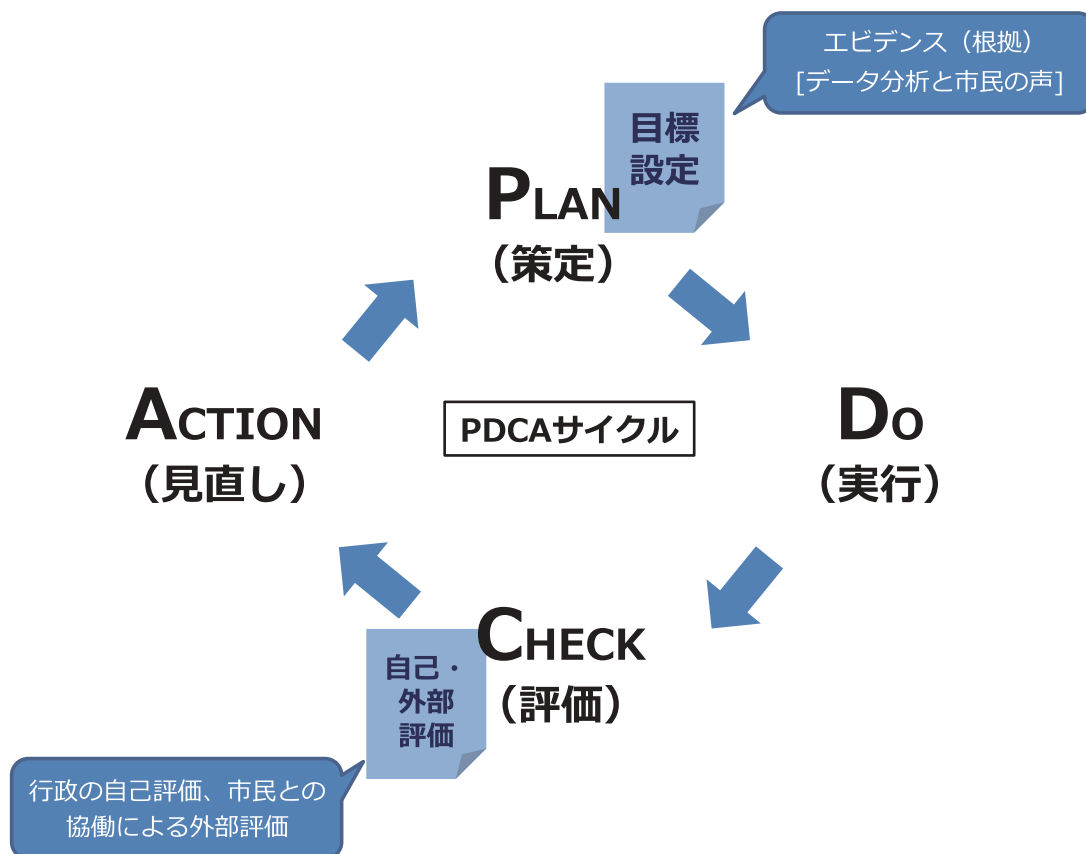 エビデンス（根拠）
[データ分析と市民の声]
目標
設定
PLAN
（策定）
ACTION
（見直し）
PDCAサイクル
DO
（実行）
CHECK
（評価）
自己・
外部
評価
行政の自己評価、市民との
協働による外部評価